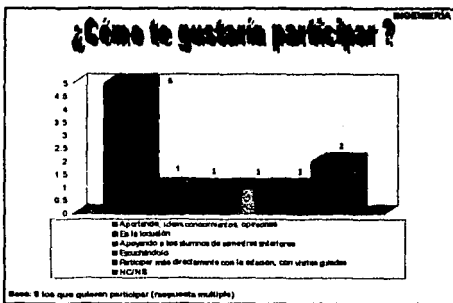 INGENIERÍA
¿Cómo te gustaría participar?
5
4.5
4
3.5
3
2.5
2
1.5
1
0.5
0
5
1
1
1
1
2
Aportando, ideas conocimientos, opiniones
En la locución
Apoyando a los alumnos de semestres anteriores
Escuchándola
Participar más directamente con la estación, con visitas guiadas
NC/NS
Base: 9 los que quieren participar (respuesta multiple)